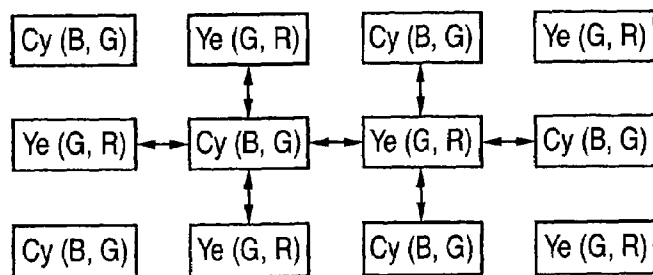 Cy (B, G) Ye (G, R) Cy (B, G) Ye (G, R)
Ye (G, R) Cy (B, G) Ye (G, R) Cy (B, G)
Cy (B, G) Ye (G, R) Cy (B, G) Ye (G, R)